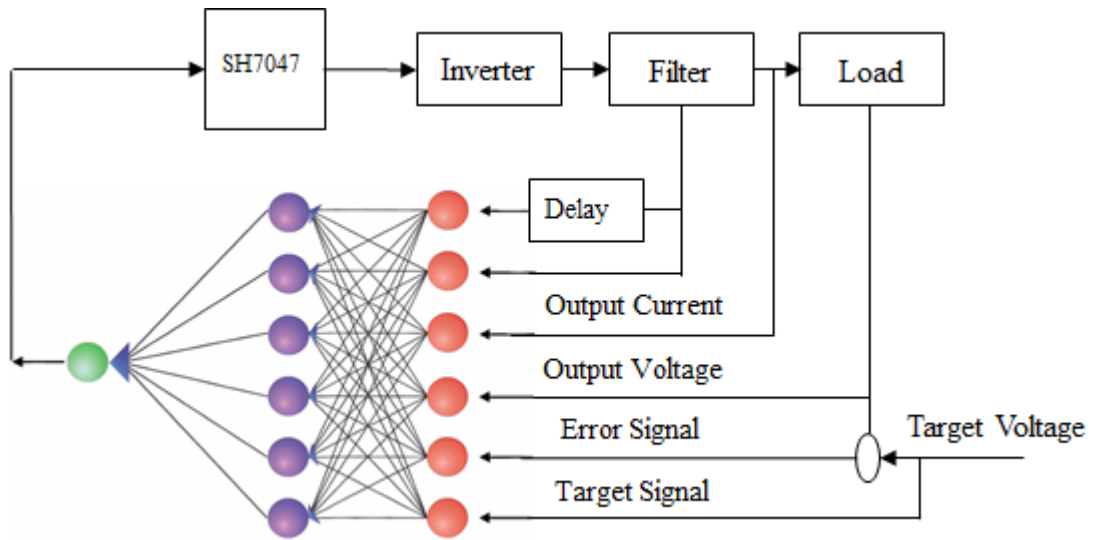 SH7047
Inverter
Filter
Load
Delay
Output Current
Output Voltage
Error Signal
Target Voltage
Target Signal